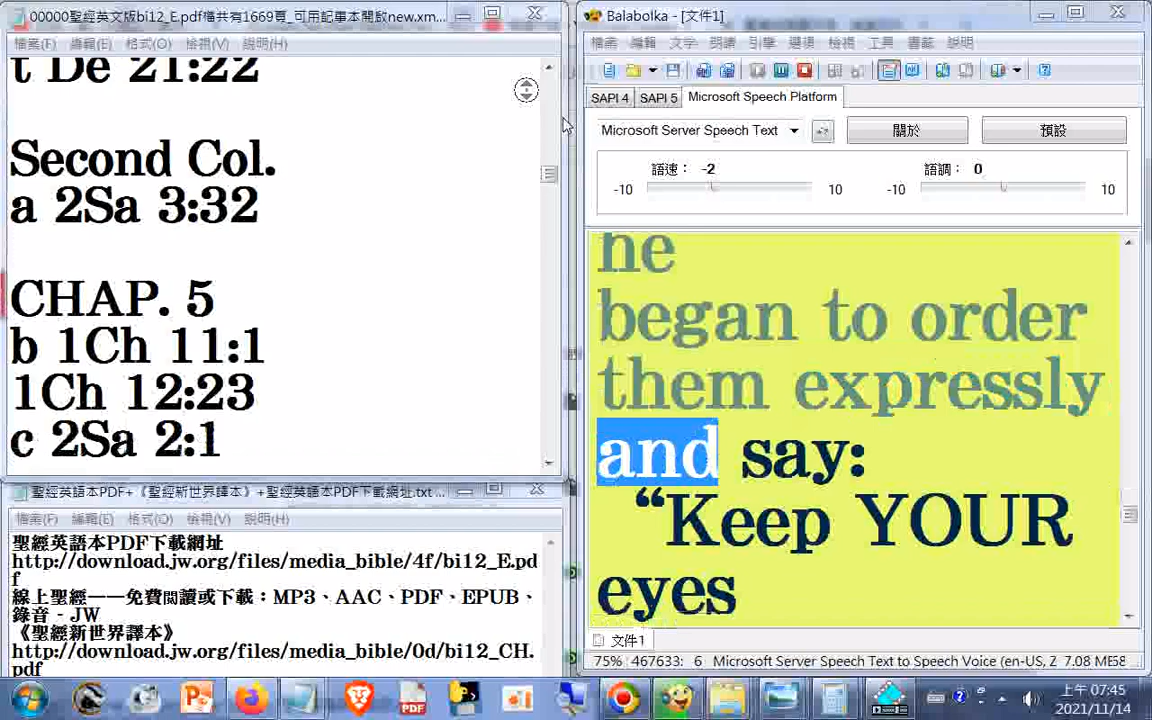 00000聖經英文版bi12_E.pdf檔共有1669頁_可用記事本開啟new.xm...
檔案(F) 編輯(E) 格式(O) 檢視(V) 說明(H)
t De 21:22
Second Col.
a 2Sa 3:32
CHAP. 5
b 1Ch 11:1
1Ch 12:23
c 2Sa 2:1
聖經英語本PDF+《聖經新世界譯本》+聖經英語本PDF下載網址.txt ...
檔案(F) 編輯(E) 格式(O) 檢視(V) 說明(H)
聖經英語本PDF下載網址
http://download.jw.org/files/media_bible/4f/bi12_E.pd
f
線上聖經——免費閱讀或下載：MP3、AAC、PDF、EPUB、
錄音 - JW
《聖經新世界譯本》
http://download.jw.org/files/media_bible/0d/bi12_CH.
pdf
Balabolka - [文件1]
檔案 編輯 文字 朗讀 引擎 選項 檢視 工具 書籤 說明
SAPI 4 SAPI 5 Microsoft Speech Platform
Microsoft Server Speech Text 關於 預設
語速： -2 語調： 0
-10 10 -10 10
he
began to order
them expressly
and say:
“Keep YOUR
eyes
文件1
75% 467633: 6 Microsoft Server Speech Text to Speech Voice (en-US, Z 7.08 MB
上午 07:45
2021/11/14